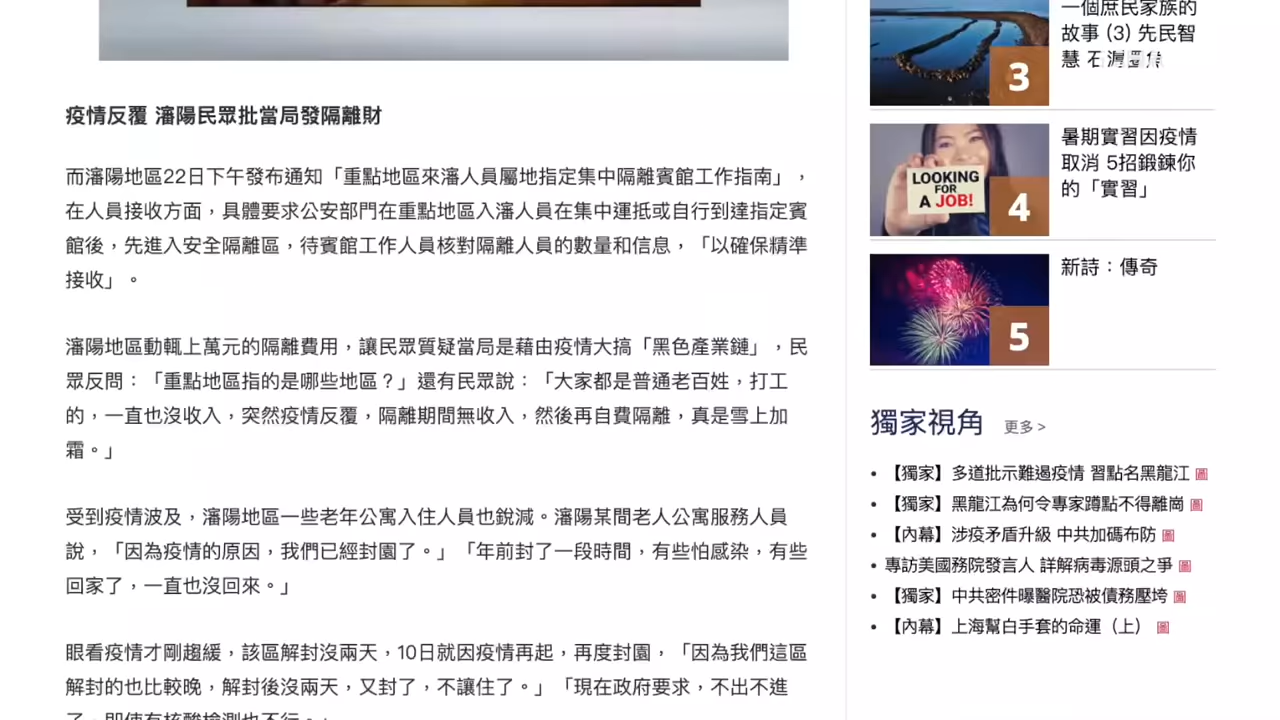 疫情反覆 瀋陽民眾批當局發隔離財
而瀋陽地區22日下午發布通知「重點地區來瀋人員屬地指定集中隔離賓館工作指南」，
在人員接收方面，具體要求公安部門在重點地區入瀋人員在集中運抵或自行到達指定賓
館後，先進入安全隔離區，待賓館工作人員核對隔離人員的數量和信息，「以確保精準
接收」。
瀋陽地區動輒上萬元的隔離費用，讓民眾質疑當局是藉由疫情大搞「黑色產業鏈」，民
眾反問：「重點地區指的是哪些地區？」還有民眾說：「大家都是普通老百姓，打工
的，一直也沒收入，突然疫情反覆，隔離期間無收入，然後再自費隔離，真是雪上加
霜。」
受到疫情波及，瀋陽地區一些老年公寓入住人員也銳減。瀋陽某間老人公寓服務人員
說，「因為疫情的原因，我們已經封園了。」「年前封了一段時間，有些怕感染，有些
回家了，一直也沒回來。」
眼看疫情才剛趨緩，該區解封沒兩天，10日就因疫情再起，再度封園，「因為我們這區
解封的也比較晚，解封後沒兩天，又封了，不讓住了。」「現在政府要求，不出不進
了，即使有核酸檢測也不行。」
一個庶民家族的
故事 (3) 先民智
慧 石滬
3
暑期實習因疫情
取消 5招鍛鍊你
的「實習」
LOOKING
FOR
A JOB!
4
新詩：傳奇
5
獨家視角 更多 >
• 【獨家】多道批示難遏疫情 習點名黑龍江 圖
• 【獨家】黑龍江為何令專家蹲點不得離崗 圖
• 【內幕】涉疫矛盾升級 中共加碼布防 圖
• 專訪美國務院發言人 詳解病毒源頭之爭 圖
• 【獨家】中共密件曝醫院恐被債務壓垮 圖
• 【內幕】上海幫白手套的命運（上） 圖